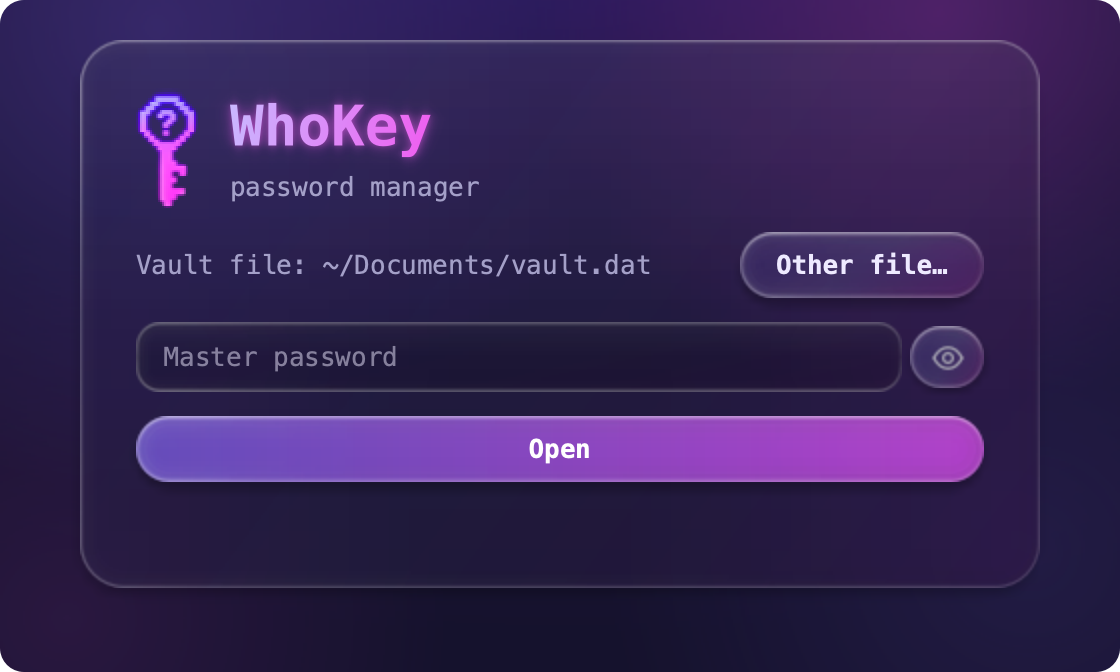 ?
WhoKey
password manager
Vault file: ~/Documents/vault.dat
Other file…
Master password
Open